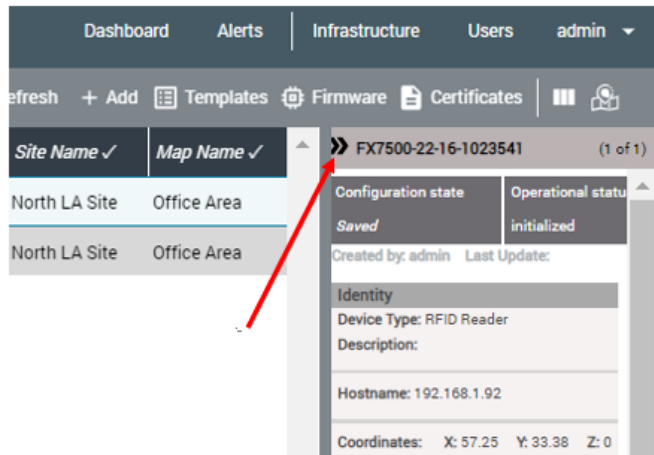 Dashboard Alerts Infrastructure Users admin
efresh + Add Templates Firmware Certificates
Site Name ✓ Map Name ✓
North LA Site Office Area
North LA Site Office Area
FX7500-22-16-1023541 (1 of 1)
Configuration state Operational statu
Saved initialized
Created by: admin Last Update:
Identity
Device Type: RFID Reader
Description:
Hostname: 192.168.1.92
Coordinates: X: 57.25 Y: 33.38 Z: 0